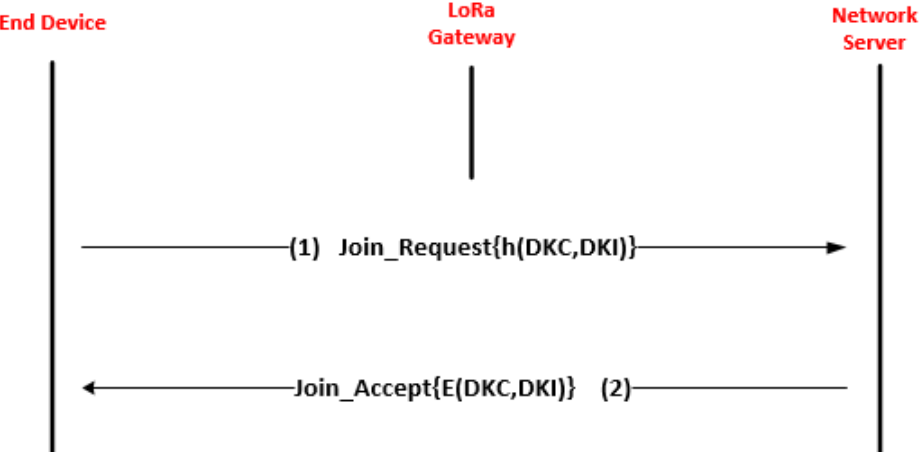 End Device
LoRa
Gateway
Network
Server
(1) Join_Request{h(DKC,DKI)}
Join_Accept{E(DKC,DKI)} (2)